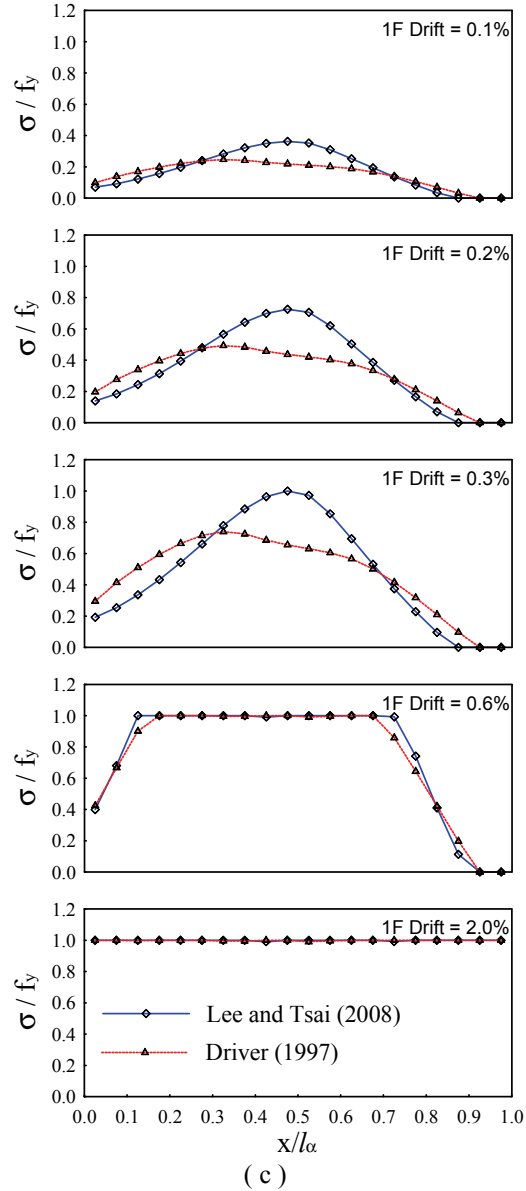 1F Drift = 0.1%
1.2
1.0
0.8
0.6
0.4
0.2
0.0
σ / fy
1F Drift = 0.2%
1.2
1.0
0.8
0.6
0.4
0.2
0.0
σ / fy
1F Drift = 0.3%
1.2
1.0
0.8
0.6
0.4
0.2
0.0
σ / fy
1F Drift = 0.6%
1.2
1.0
0.8
0.6
0.4
0.2
0.0
σ / fy
1F Drift = 2.0%
1.2
1.0
0.8
0.6
0.4
0.2
0.0
σ / fy
Lee and Tsai (2008)
Driver (1997)
0.0 0.1 0.2 0.3 0.4 0.5 0.6 0.7 0.8 0.9 1.0
x/lα
( c )